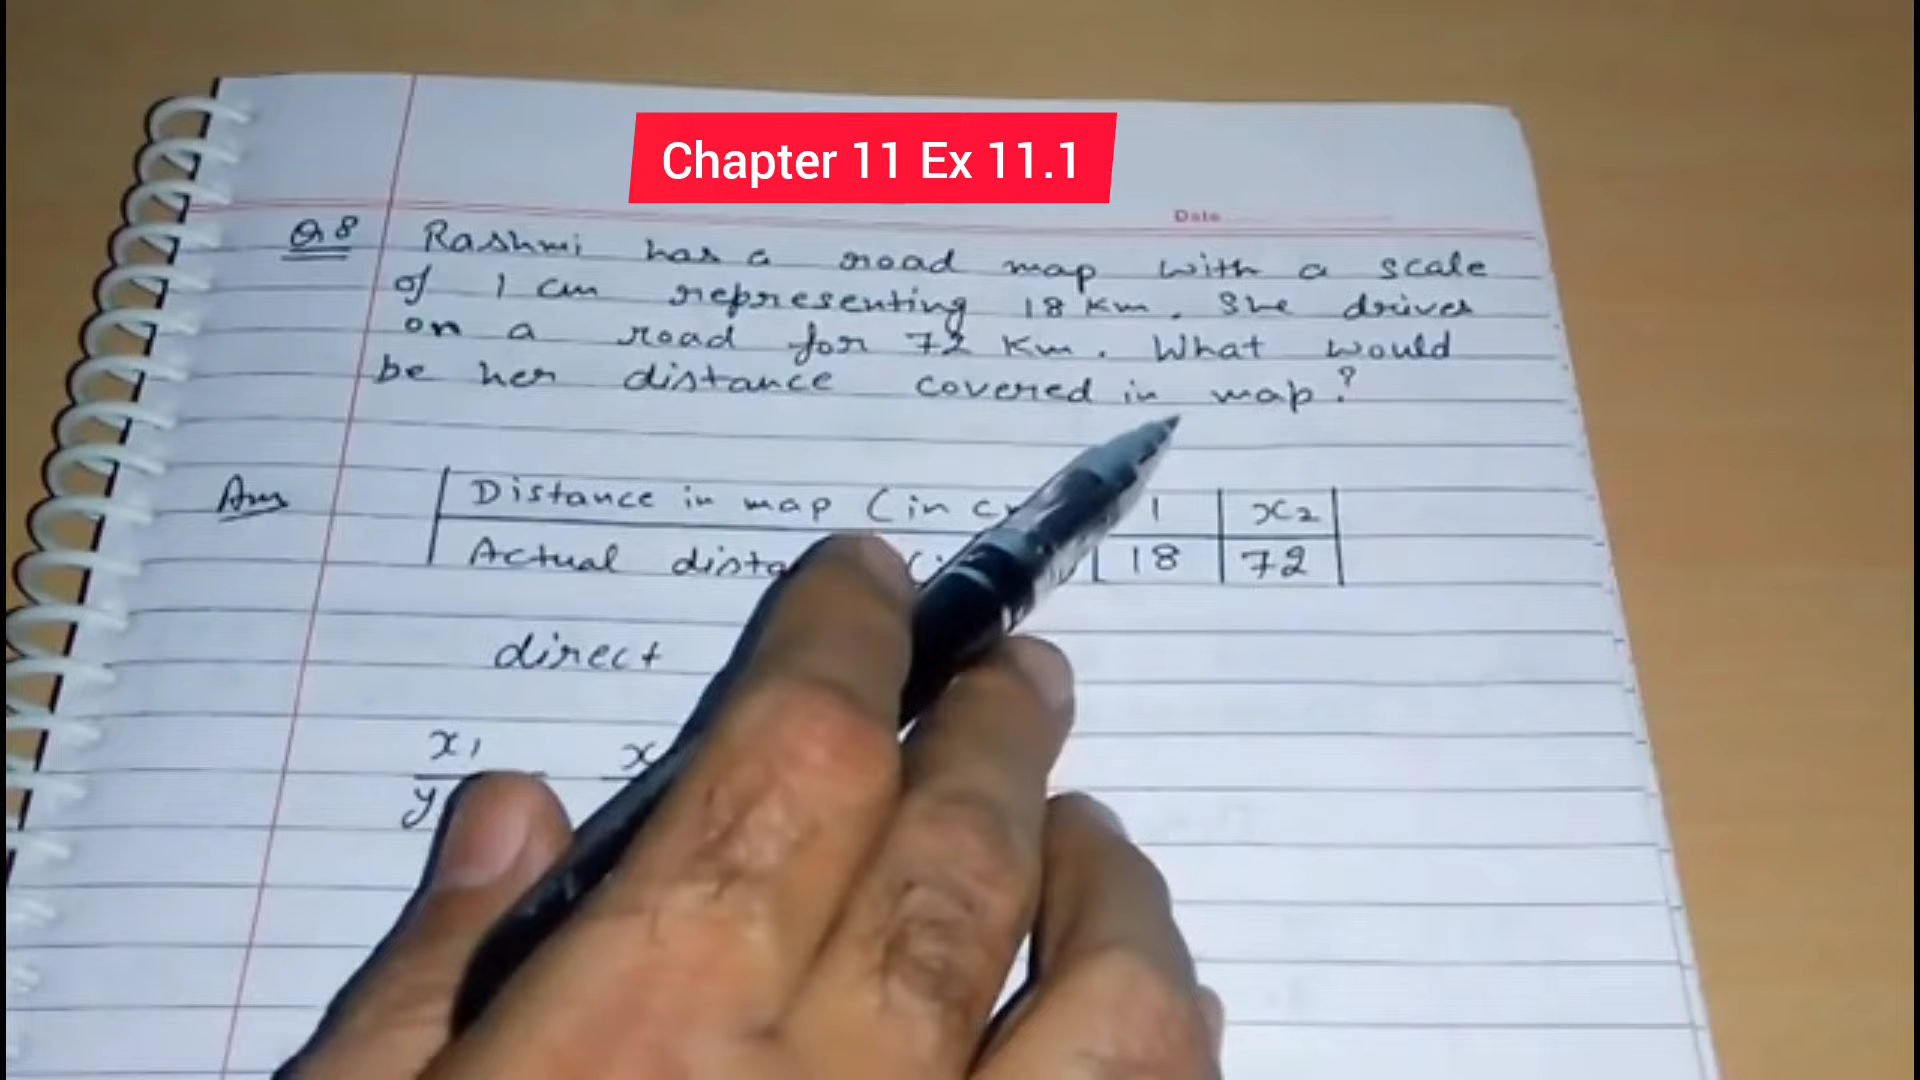 Chapter 11 Ex 11.1
Date
Q 8 Rashmi has a road map with a scale
of 1 cm representing 18 Km. She drives
on a road for 72 Km. What would
be her distance covered in map?
Ans Distance in map (in 1 x2
Actual 18 72
direct
x1 x
y